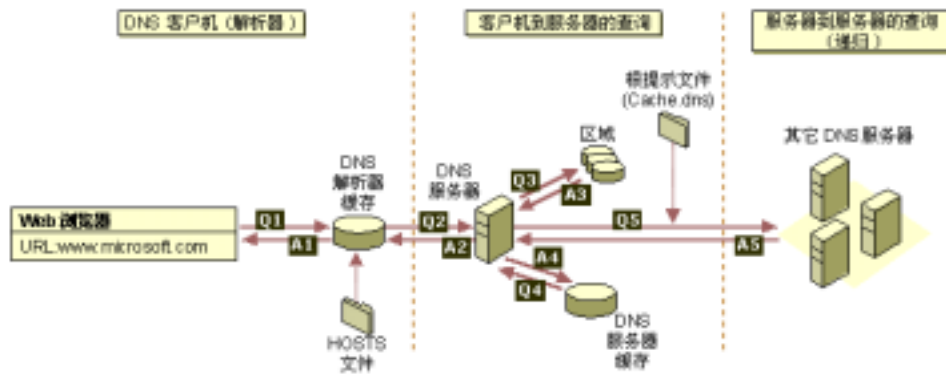 DNS 客户机 (解析器)
客户机到服务器的查询
服务器到服务器的查询
(递归)
根提示文件
(Cache.dns)
区域
其它 DNS 服务器
DNS
解析器
缓存
DNS
服务器
Q3
A3
Web 浏览器
URL:www.microsoft.com
Q1
A1
Q2
A2
Q5
A5
A4
Q4
HOSTS
文件
DNS
服务器
缓存